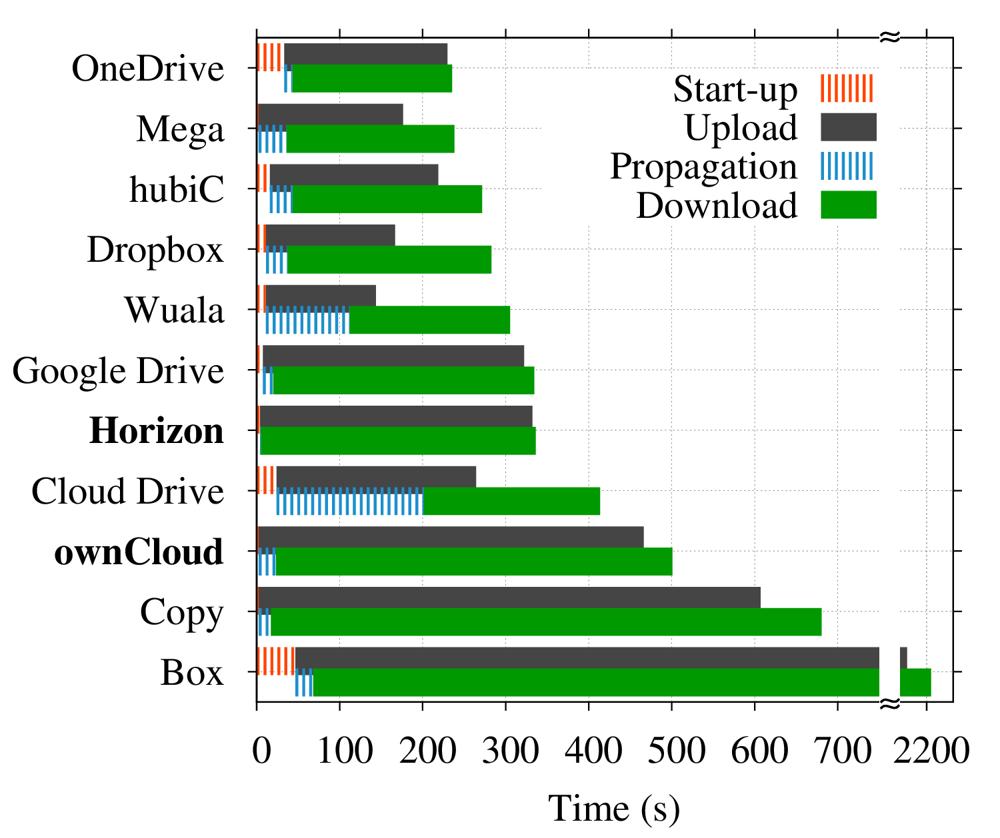 OneDrive
Mega
hubiC
Dropbox
Wuala
Google Drive
Horizon
Cloud Drive
ownCloud
Copy
Box
Start-up
Upload
Propagation
Download
0 100 200 300 400 500 600 700 2200
Time (s)